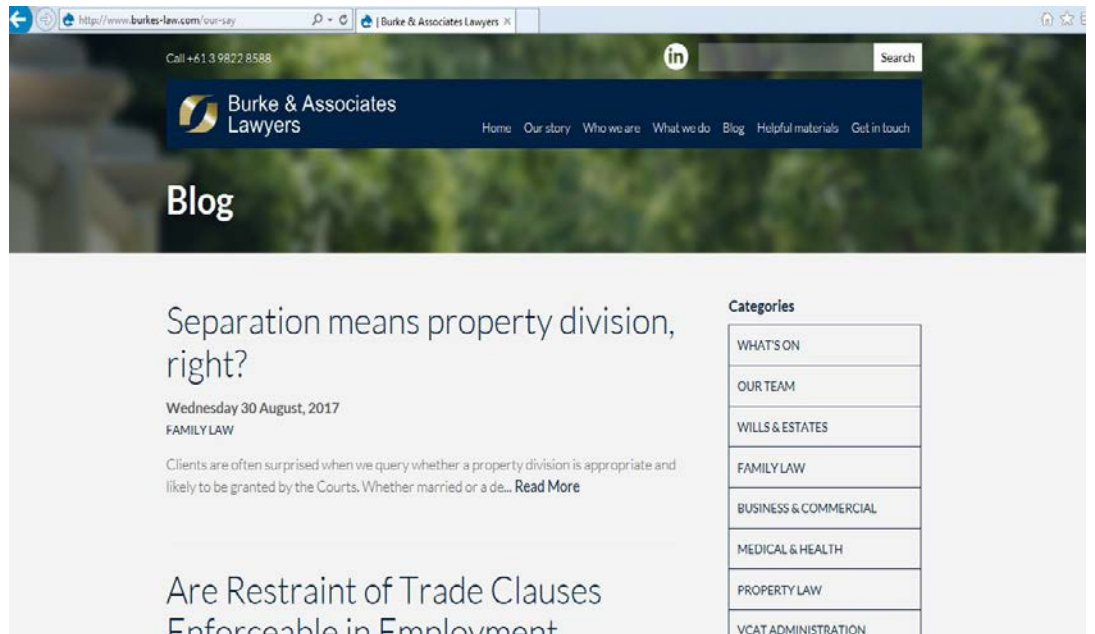 http://www.burkes-law.com/our-say
| Burke & Associates Lawyers
Call +61 3 9822 8588
in
Search
Burke & Associates
Lawyers
Home Our story Who we are What we do Blog Helpful materials Get in touch
Blog
Separation means property division,
right?
Wednesday 30 August, 2017
FAMILY LAW
Clients are often surprised when we query whether a property division is appropriate and
likely to be granted by the Courts. Whether married or a de... Read More
Are Restraint of Trade Clauses
Enforceable in Employment
Categories
WHAT'S ON
OUR TEAM
WILLS & ESTATES
FAMILY LAW
BUSINESS & COMMERCIAL
MEDICAL & HEALTH
PROPERTY LAW
VCAT ADMINISTRATION